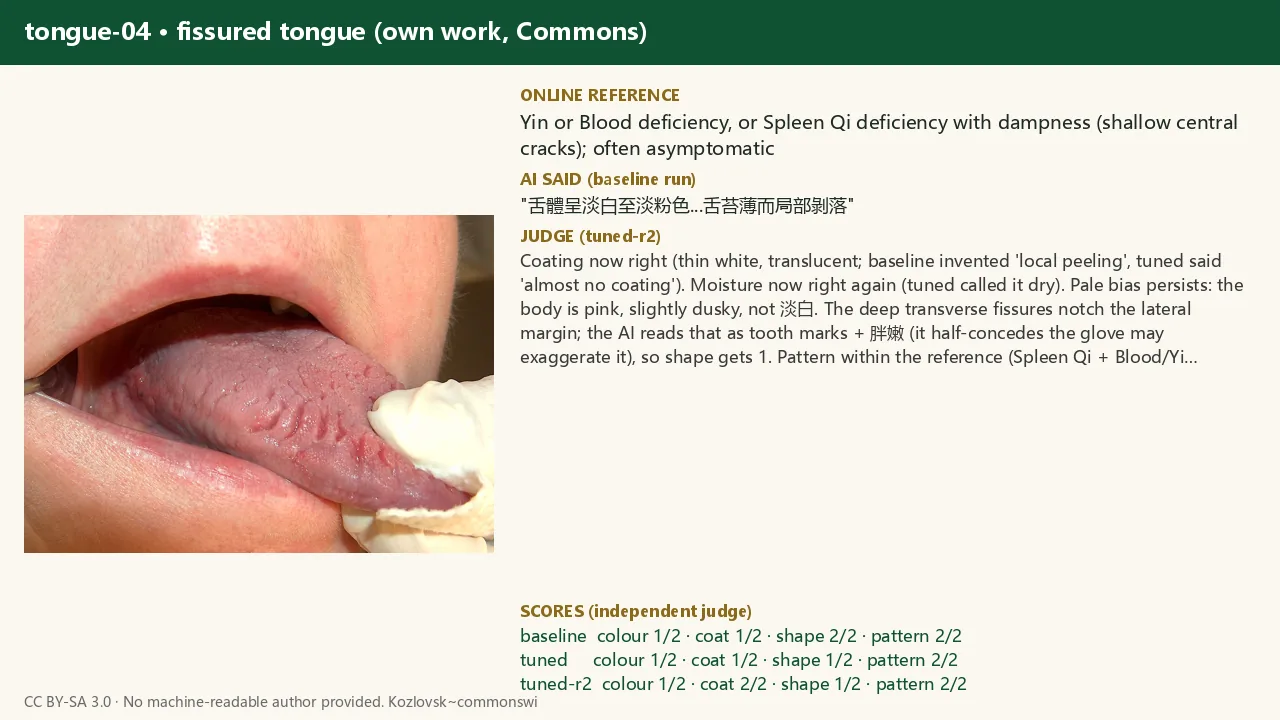 tongue-04 • fissured tongue (own work, Commons)
ONLINE REFERENCE
Yin or Blood deficiency, or Spleen Qi deficiency with dampness (shallow central
cracks); often asymptomatic
AI SAID (baseline run)
"舌體呈淡白至淡粉色...舌苔薄而局部剝落"
JUDGE (tuned-r2)
Coating now right (thin white, translucent; baseline invented 'local peeling', tuned said
'almost no coating'). Moisture now right again (tuned called it dry). Pale bias persists: the
body is pink, slightly dusky, not 淡白. The deep transverse fissures notch the lateral
margin; the AI reads that as tooth marks + 胖嫩 (it half-concedes the glove may
exaggerate it), so shape gets 1. Pattern within the reference (Spleen Qi + Blood/Yi...
SCORES (independent judge)
baseline colour 1/2 · coat 1/2 · shape 2/2 · pattern 2/2
tuned colour 1/2 · coat 1/2 · shape 1/2 · pattern 2/2
tuned-r2 colour 1/2 · coat 2/2 · shape 1/2 · pattern 2/2
CC BY-SA 3.0 · No machine-readable author provided. Kozlovsk~commonswi